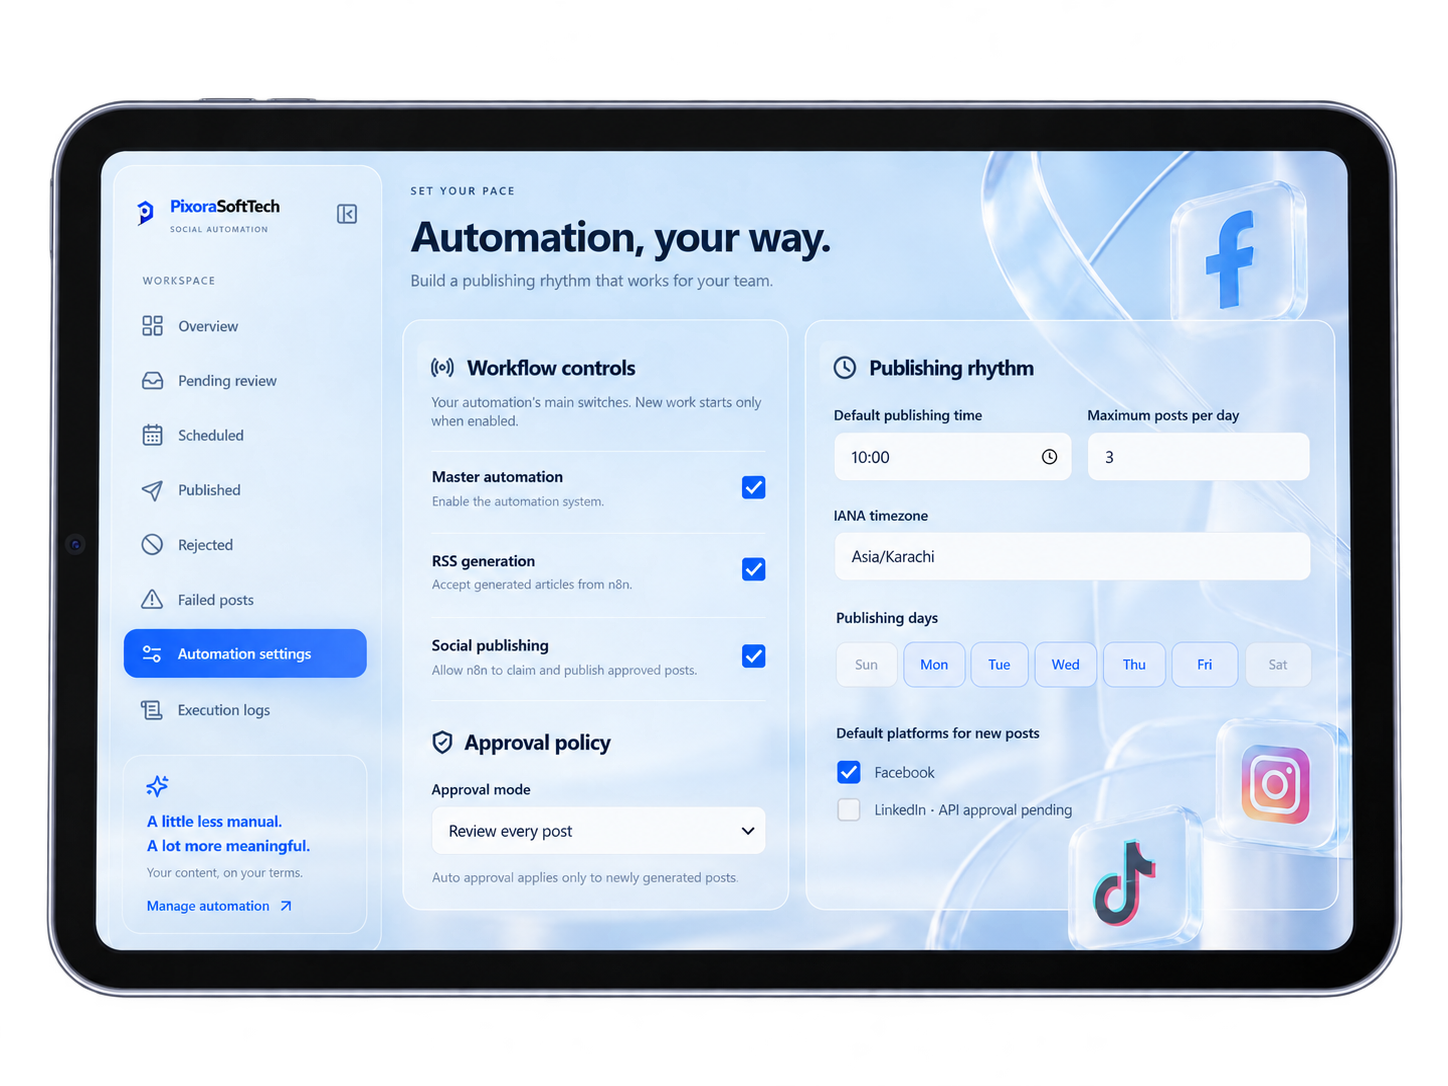 PixoraSoftTech
SOCIAL AUTOMATION
WORKSPACE
Overview
Pending review
Scheduled
Published
Rejected
Failed posts
Automation settings
Execution logs
A little less manual.
A lot more meaningful.
Your content, on your terms.
Manage automation
SET YOUR PACE
Automation, your way.
Build a publishing rhythm that works for your team.
Workflow controls
Your automation's main switches. New work starts only
when enabled.
Master automation
Enable the automation system.
RSS generation
Accept generated articles from n8n.
Social publishing
Allow n8n to claim and publish approved posts.
Approval policy
Approval mode
Review every post
Auto approval applies only to newly generated posts.
Publishing rhythm
Default publishing time
Maximum posts per day
10:00
3
IANA timezone
Asia/Karachi
Publishing days
Sun Mon Tue Wed Thu Fri Sat
Default platforms for new posts
Facebook
LinkedIn · API approval pending